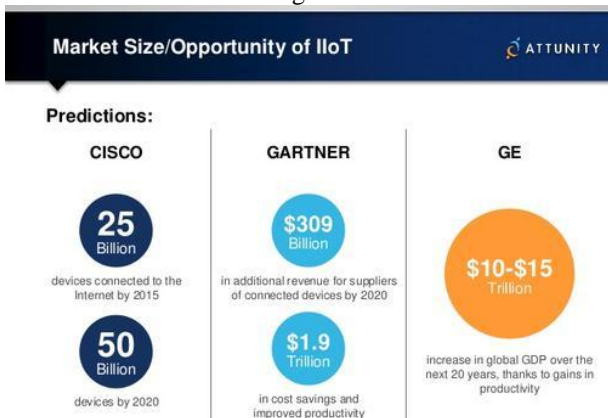 Market Size/Opportunity of IIoT
ATTUNITY
Predictions:
CISCO
25
Billion
devices connected to the
Internet by 2015
50
Billion
devices by 2020
GARTNER
$309
Billion
in additional revenue for suppliers
of connected devices by 2020
$1.9
Trillion
in cost savings and
improved productivity
GE
$10-$15
Trillion
increase in global GDP over the
next 20 years, thanks to gains in
productivity